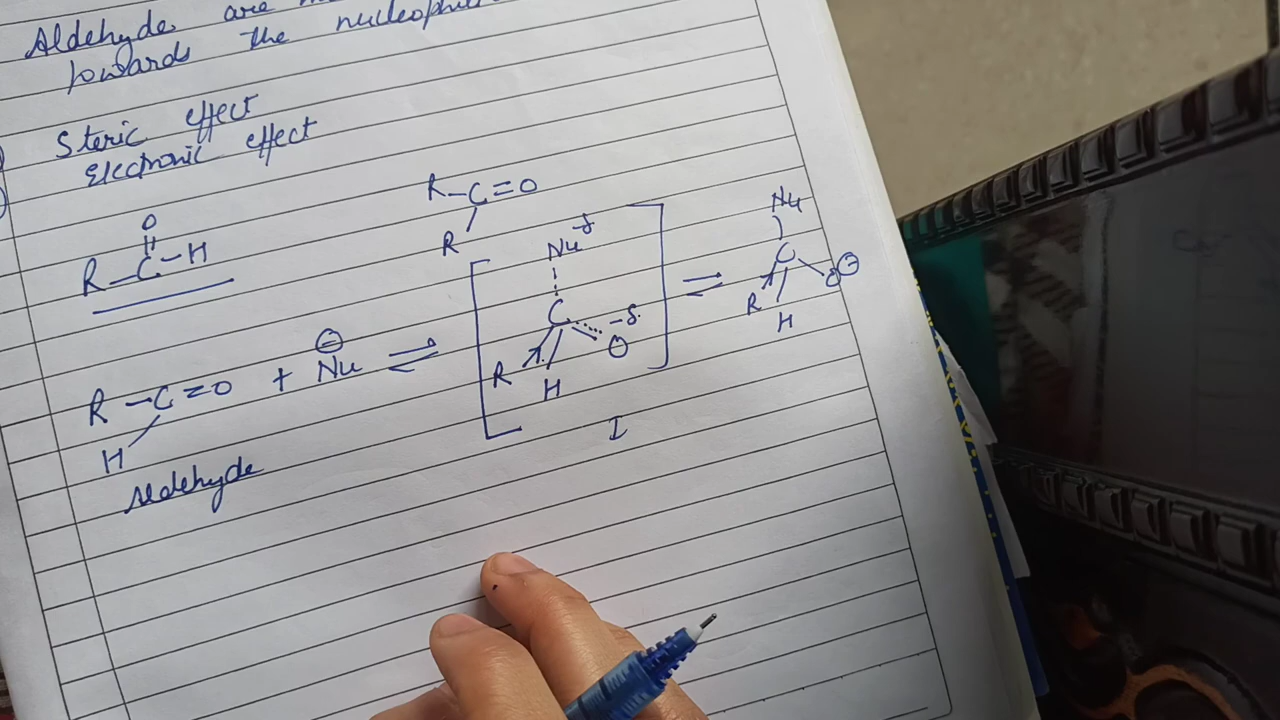 Aldehyde are
towards the
Steric effect
Electronic effect
R-C=O
R
O
R-C-H
Nu
C
R
H
O⊖
Nu
C
-δ
O
R
H
I
⊖
R-C=O + Nu ⇌
H
Aldehyde